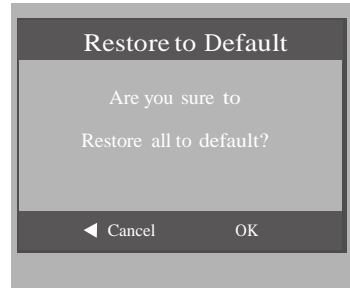 Restore to Default
Are you sure to
Restore all to default?
◀ Cancel OK